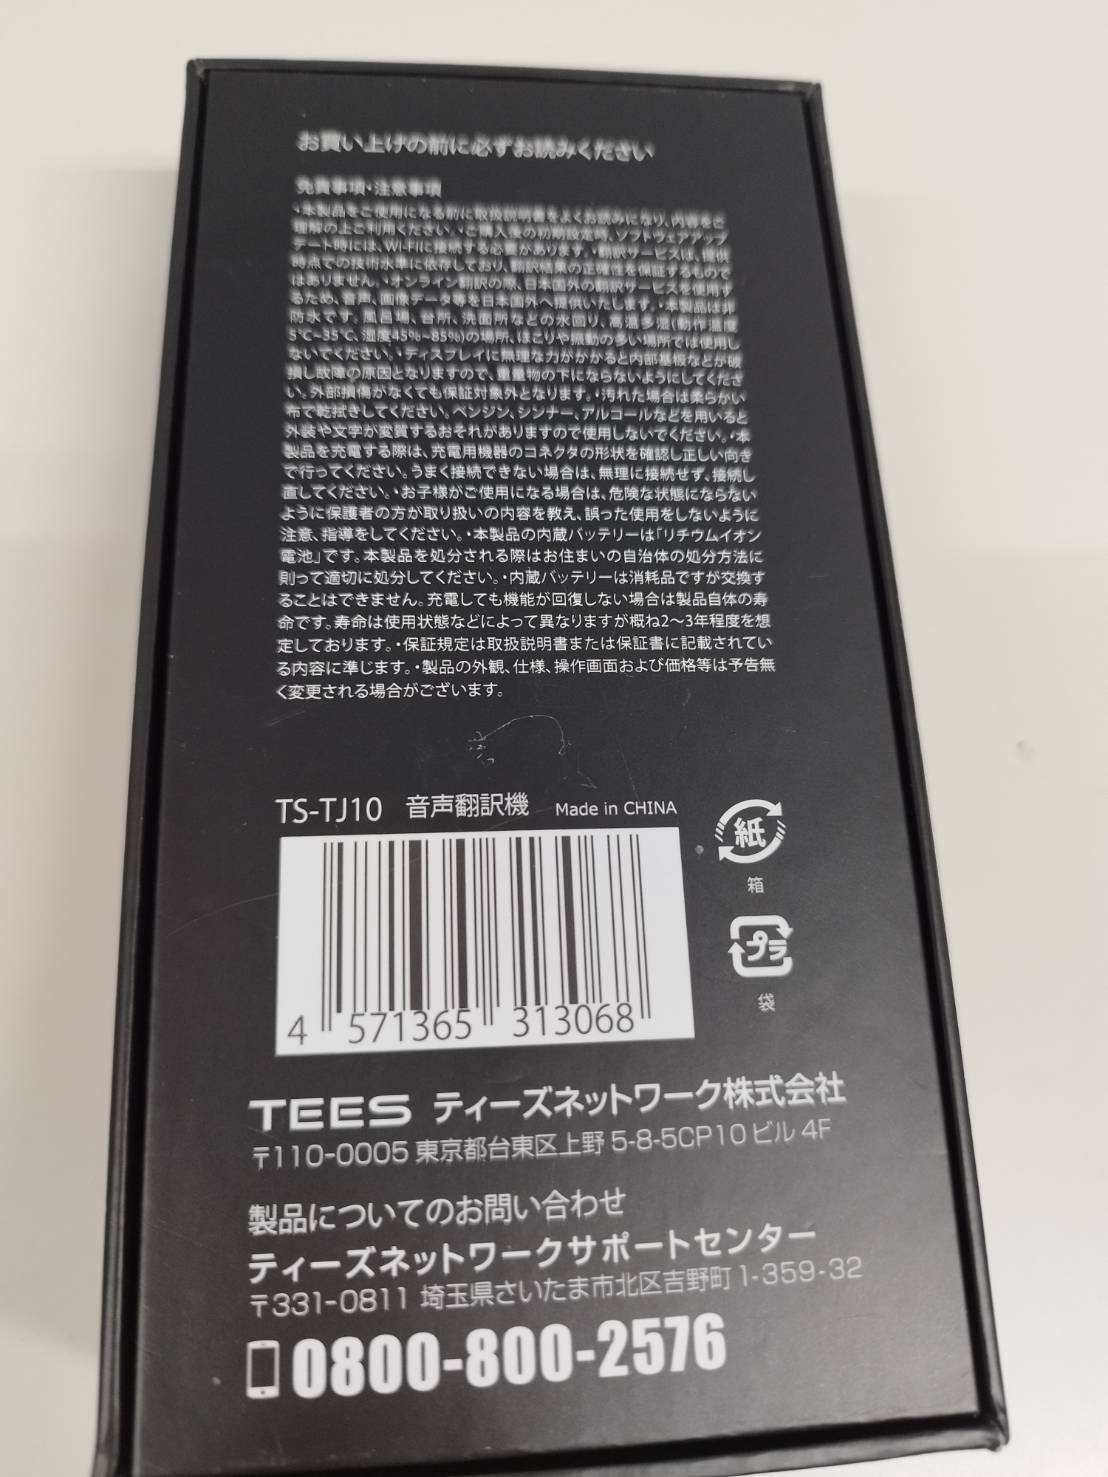 お買い上げの前に必ずお読みください
免責事項・注意事項
・本製品をご使用になる前に取扱説明書をよくお読みになり、内容をご
理解の上ご利用ください。・ご購入後の初期設定時、ソフトウェアアップ
デート時には、Wi-Fiに接続する必要があります。・翻訳サービスは、提供
時点での技術水準に依存しており、翻訳結果の正確性を保証するもので
はありません。・オンライン翻訳の際、日本国外の翻訳サービスを使用す
るため、音声、画像データ等を日本国外へ提供いたします。・本製品は非
防水です。風呂場、台所、洗面所などの水回り、高温多湿(動作温度
5℃~35℃、湿度45%~85%)の場所、ほこりや振動の多い場所では使用し
ないでください。・ディスプレイに無理な力がかかると内部基板などが破
損し故障の原因となりますので、重量物の下にならないようにしてくださ
い。外部損傷がなくても保証対象外となります。・汚れた場合は柔らかい
布で乾拭きしてください。ベンジン、シンナー、アルコールなどを用いると
外装や文字が変質するおそれがありますので使用しないでください。・本
製品を充電する際は、充電用機器のコネクタの形状を確認し正しい向き
で行ってください。うまく接続できない場合は、無理に接続せず、接続し
直してください。・お子様がご使用になる場合は、危険な状態にならない
ように保護者の方が取り扱いの内容を教え、誤った使用をしないように
注意、指導をしてください。・本製品の内蔵バッテリーは「リチウムイオン
電池」です。本製品を処分される際はお住まいの自治体の処分方法に
則って適切に処分してください。・内蔵バッテリーは消耗品ですが交換す
ることはできません。充電しても機能が回復しない場合は製品自体の寿
命です。寿命は使用状態などによって異なりますが概ね2～3年程度を想
定しております。・保証規定は取扱説明書または保証書に記載されてい
る内容に準じます。・製品の外観、仕様、操作画面および価格等は予告無
く変更される場合がございます。
TS-TJ10 音声翻訳機 Made in CHINA
紙
箱
プラ
袋
4 571365 313068
TEES ティーズネットワーク株式会社
〒110-0005 東京都台東区上野 5-8-5CP10 ビル 4F
製品についてのお問い合わせ
ティーズネットワークサポートセンター
〒331-0811 埼玉県さいたま市北区吉野町 1-359-32
0800-800-2576